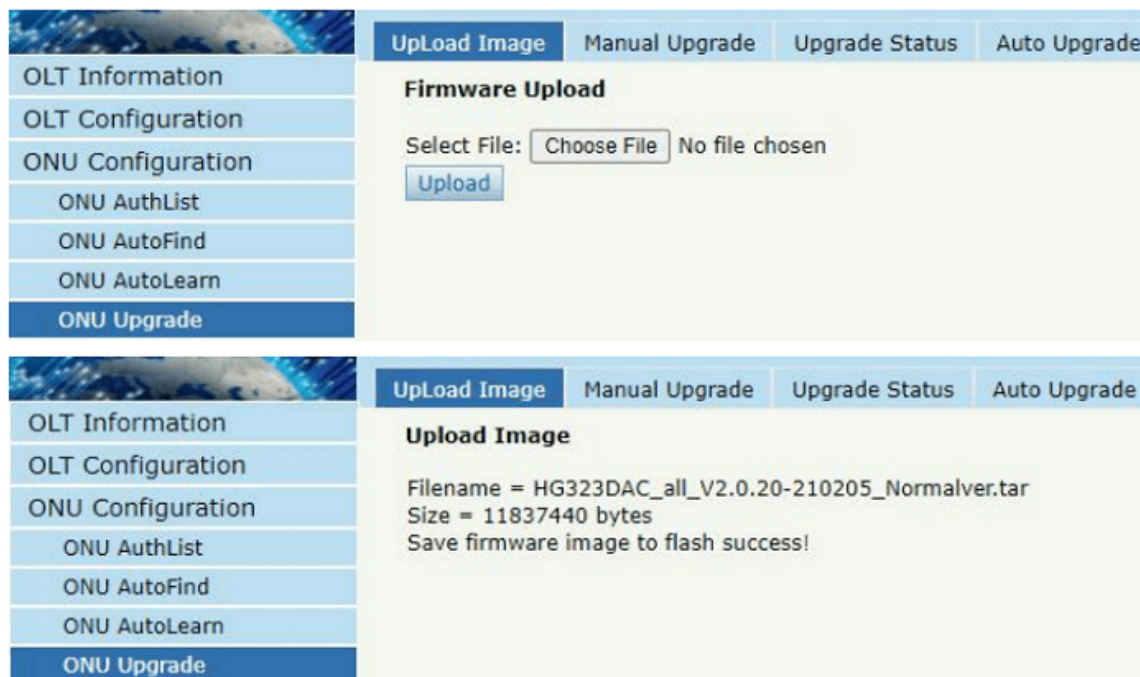 UpLoad Image Manual Upgrade Upgrade Status Auto Upgrade
OLT Information
OLT Configuration
ONU Configuration
ONU AuthList
ONU AutoFind
ONU AutoLearn
ONU Upgrade
Firmware Upload
Select File: Choose File No file chosen
Upload
UpLoad Image Manual Upgrade Upgrade Status Auto Upgrade
OLT Information
OLT Configuration
ONU Configuration
ONU AuthList
ONU AutoFind
ONU AutoLearn
ONU Upgrade
Upload Image
Filename = HG323DAC_all_V2.0.20-210205_Normalver.tar
Size = 11837440 bytes
Save firmware image to flash success!